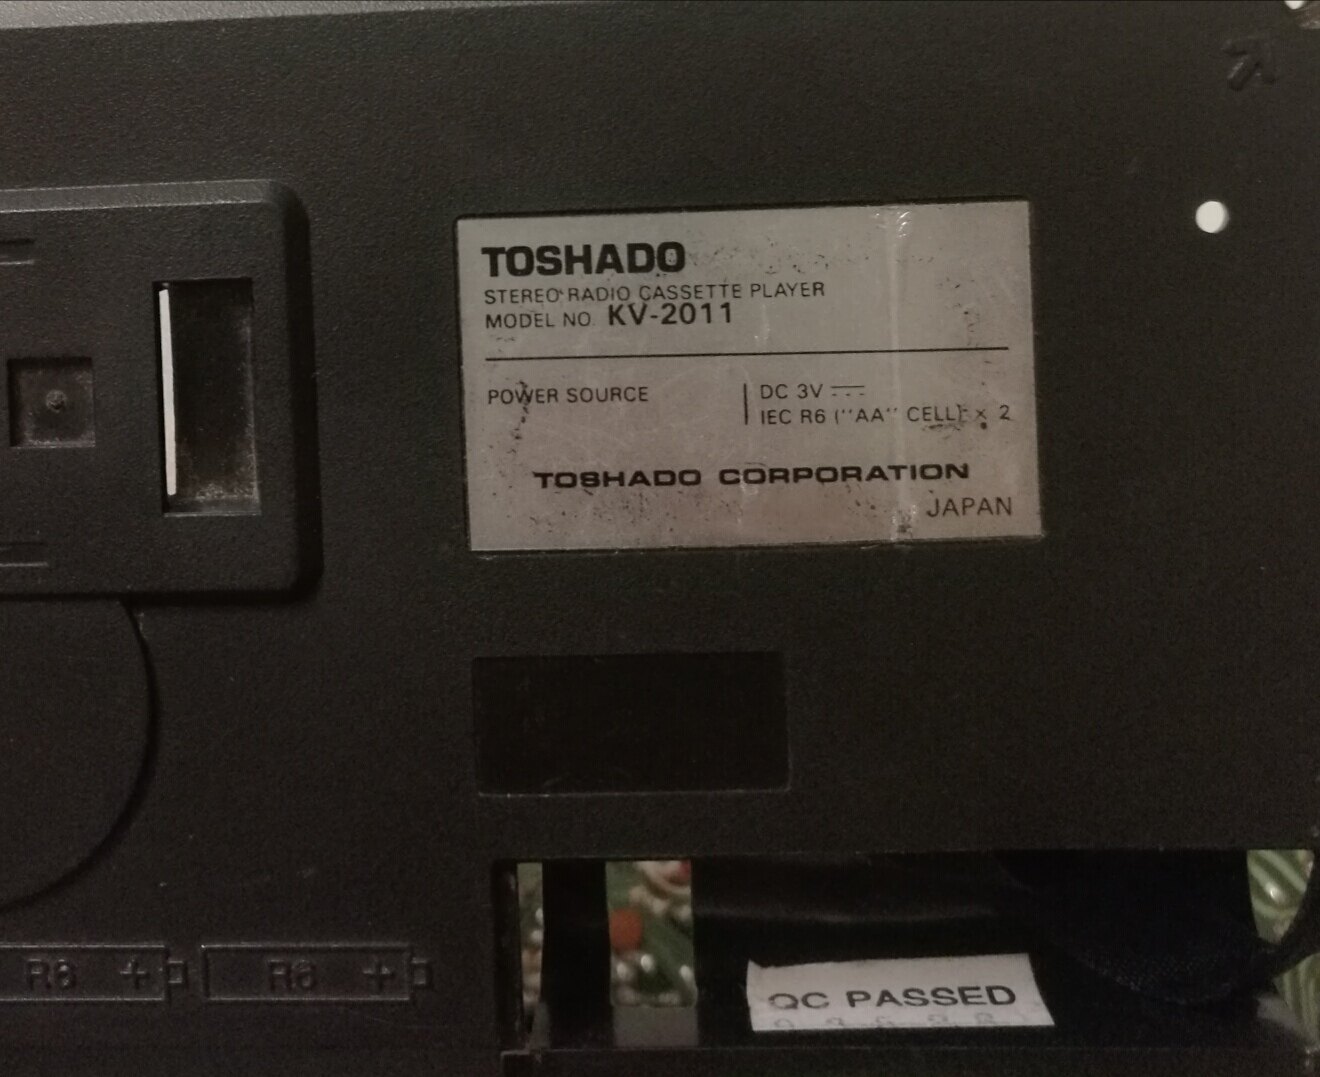 TOSHADO
STEREO RADIO CASSETTE PLAYER
MODEL NO. KV-2011
POWER SOURCE
DC 3V
IEC R6 ("AA" CELL) × 2
TOSHADO CORPORATION
JAPAN
R6 +
R6 +
QC PASSED